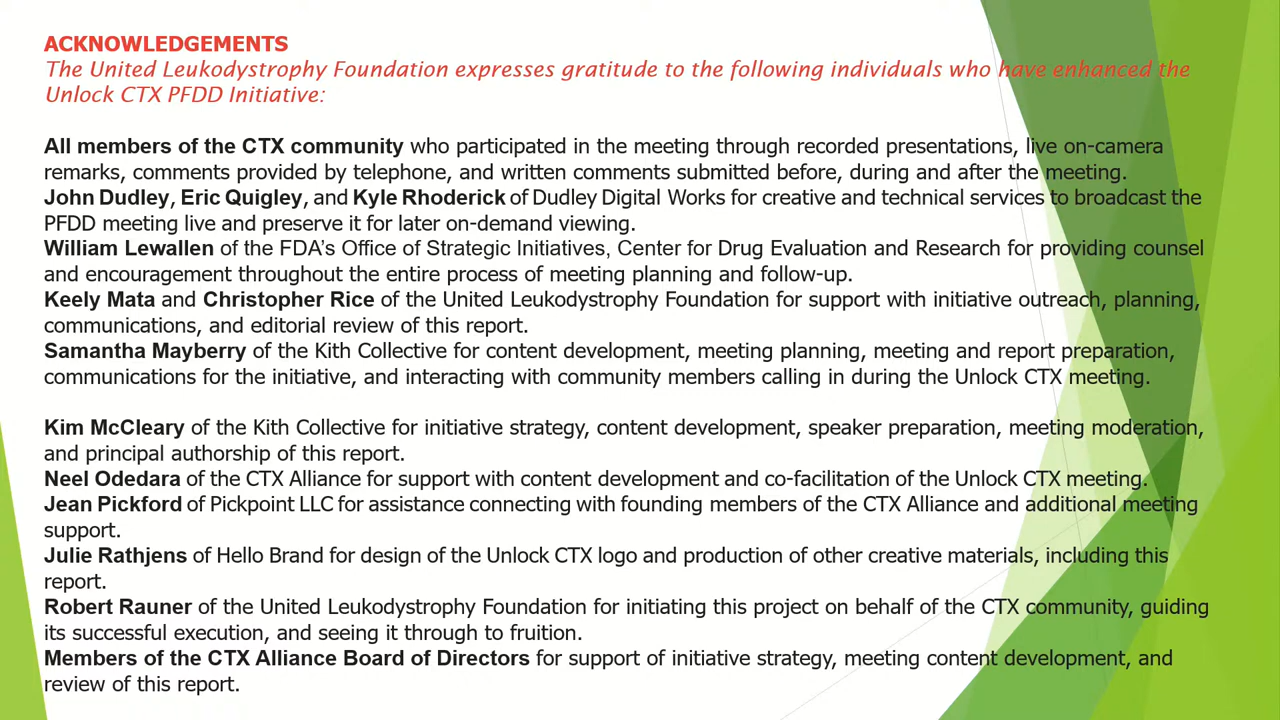 ACKNOWLEDGEMENTS
The United Leukodystrophy Foundation expresses gratitude to the following individuals who have enhanced the
Unlock CTX PFDD Initiative:
All members of the CTX community who participated in the meeting through recorded presentations, live on-camera
remarks, comments provided by telephone, and written comments submitted before, during and after the meeting.
John Dudley, Eric Quigley, and Kyle Rhoderick of Dudley Digital Works for creative and technical services to broadcast the
PFDD meeting live and preserve it for later on-demand viewing.
William Lewallen of the FDA's Office of Strategic Initiatives, Center for Drug Evaluation and Research for providing counsel
and encouragement throughout the entire process of meeting planning and follow-up.
Keely Mata and Christopher Rice of the United Leukodystrophy Foundation for support with initiative outreach, planning,
communications, and editorial review of this report.
Samantha Mayberry of the Kith Collective for content development, meeting planning, meeting and report preparation,
communications for the initiative, and interacting with community members calling in during the Unlock CTX meeting.
Kim McCleary of the Kith Collective for initiative strategy, content development, speaker preparation, meeting moderation,
and principal authorship of this report.
Neel Odedara of the CTX Alliance for support with content development and co-facilitation of the Unlock CTX meeting.
Jean Pickford of Pickpoint LLC for assistance connecting with founding members of the CTX Alliance and additional meeting
support.
Julie Rathjens of Hello Brand for design of the Unlock CTX logo and production of other creative materials, including this
report.
Robert Rauner of the United Leukodystrophy Foundation for initiating this project on behalf of the CTX community, guiding
its successful execution, and seeing it through to fruition.
Members of the CTX Alliance Board of Directors for support of initiative strategy, meeting content development, and
review of this report.